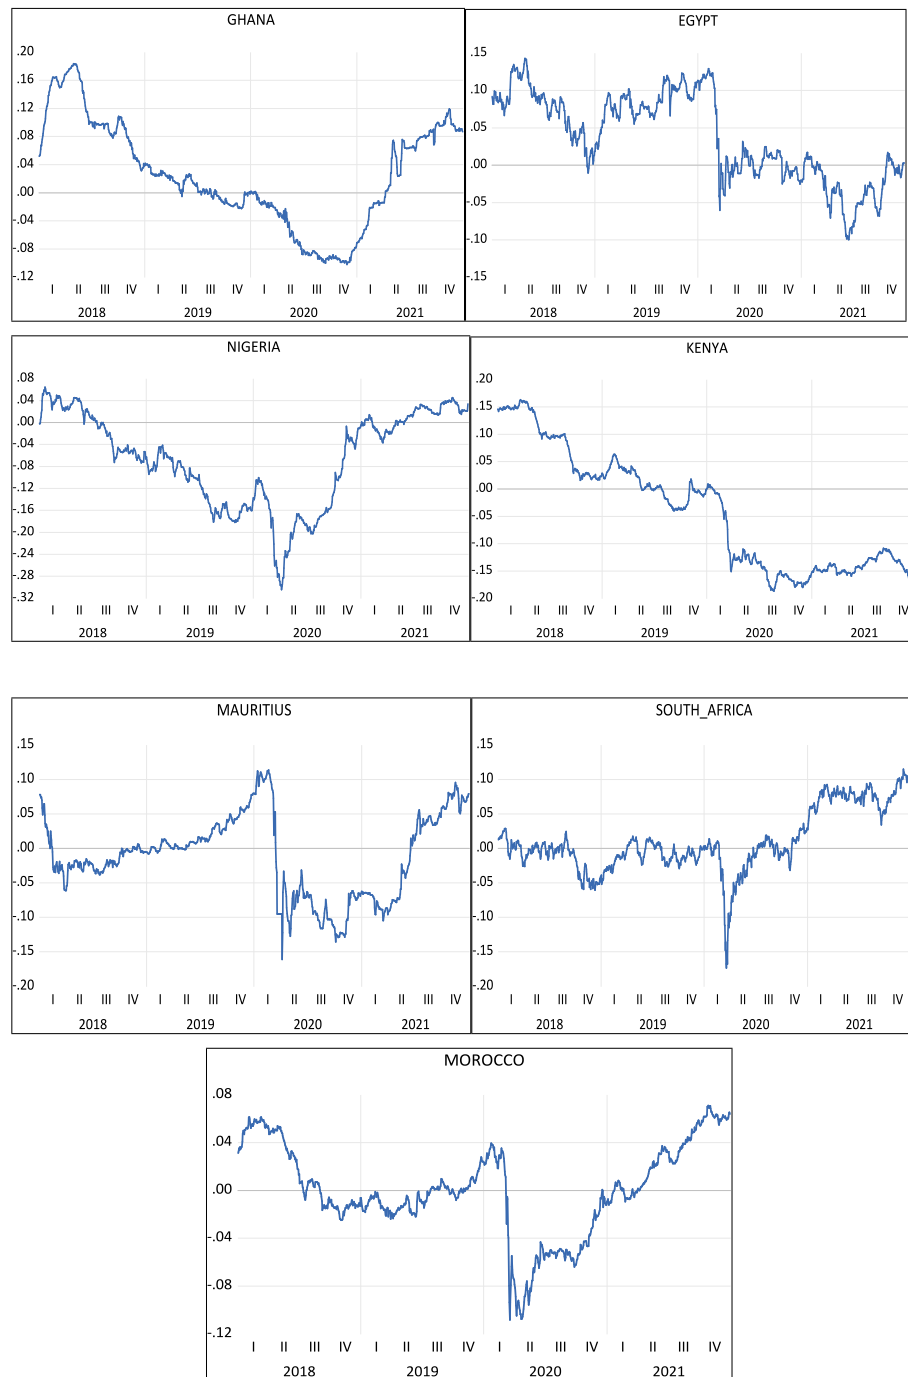 GHANA
.20
.16
.12
.08
.04
.00
-.04
-.08
-.12
I II III IV I II III IV I II III IV I II III IV
2018 2019 2020 2021
EGYPT
.15
.10
.05
.00
-.05
-.10
-.15
I II III IV I II III IV I II III IV I II III IV
2018 2019 2020 2021
NIGERIA
.08
.04
.00
-.04
-.08
-.12
-.16
-.20
-.24
-.28
-.32
I II III IV I II III IV I II III IV I II III IV
2018 2019 2020 2021
KENYA
.20
.15
.10
.05
.00
-.05
-.10
-.15
-.20
I II III IV I II III IV I II III IV I II III IV
2018 2019 2020 2021
MAURITIUS
.15
.10
.05
.00
-.05
-.10
-.15
-.20
I II III IV I II III IV I II III IV I II III IV
2018 2019 2020 2021
SOUTH_AFRICA
.15
.10
.05
.00
-.05
-.10
-.15
-.20
I II III IV I II III IV I II III IV I II III IV
2018 2019 2020 2021
MOROCCO
.08
.04
.00
-.04
-.08
-.12
I II III IV I II III IV I II III IV I II III IV
2018 2019 2020 2021